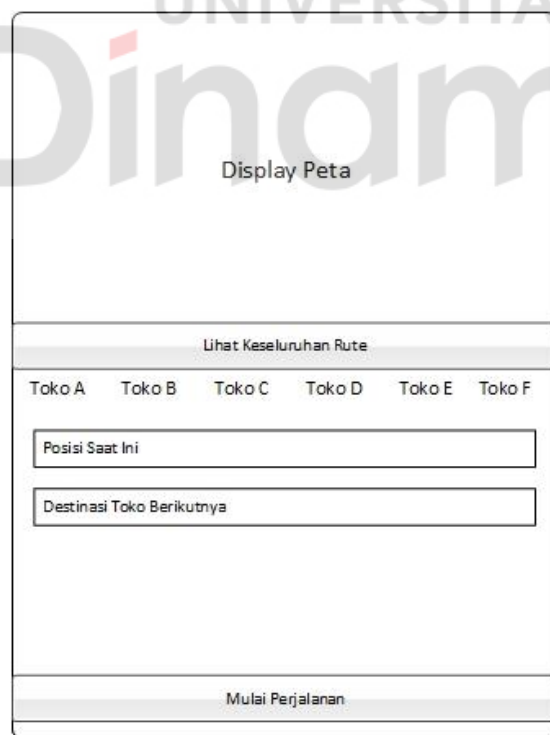 UNIVERSITA
Dinam
Display Peta
Lihat Keseluruhan Rute
Toko A Toko B Toko C Toko D Toko E Toko F
Posisi Saat Ini
Destinasi Toko Berikutnya
Mulai Perjalanan